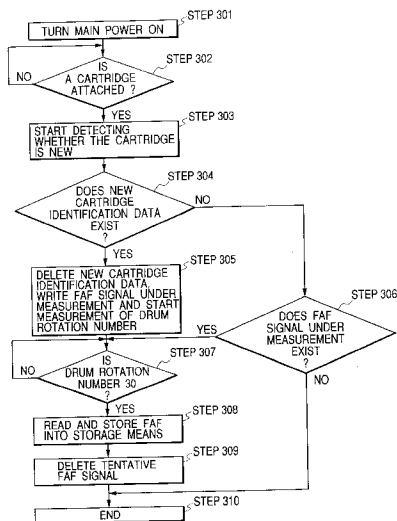 STEP 301
TURN MAIN POWER ON
STEP 302
IS
A CARTRIDGE
ATTACHED ?
NO
YES
STEP 303
START DETECTING
WHETHER THE CARTRIDGE
IS NEW
STEP 304
DOES NEW
CARTRIDGE
IDENTIFICATION DATA
EXIST
?
NO
YES
STEP 305
DELETE NEW CARTRIDGE
IDENTIFICATION DATA,
WRITE FAF SIGNAL UNDER
MEASUREMENT AND START
MEASUREMENT OF DRUM
ROTATION NUMBER
STEP 306
DOES FAF
SIGNAL UNDER
MEASUREMENT
EXIST
?
YES
NO
STEP 307
IS
DRUM ROTATION
NUMBER 30
?
NO
YES
STEP 308
READ AND STORE FAF
INTO STORAGE MEANS
STEP 309
DELETE TENTATIVE
FAF SIGNAL
STEP 310
END